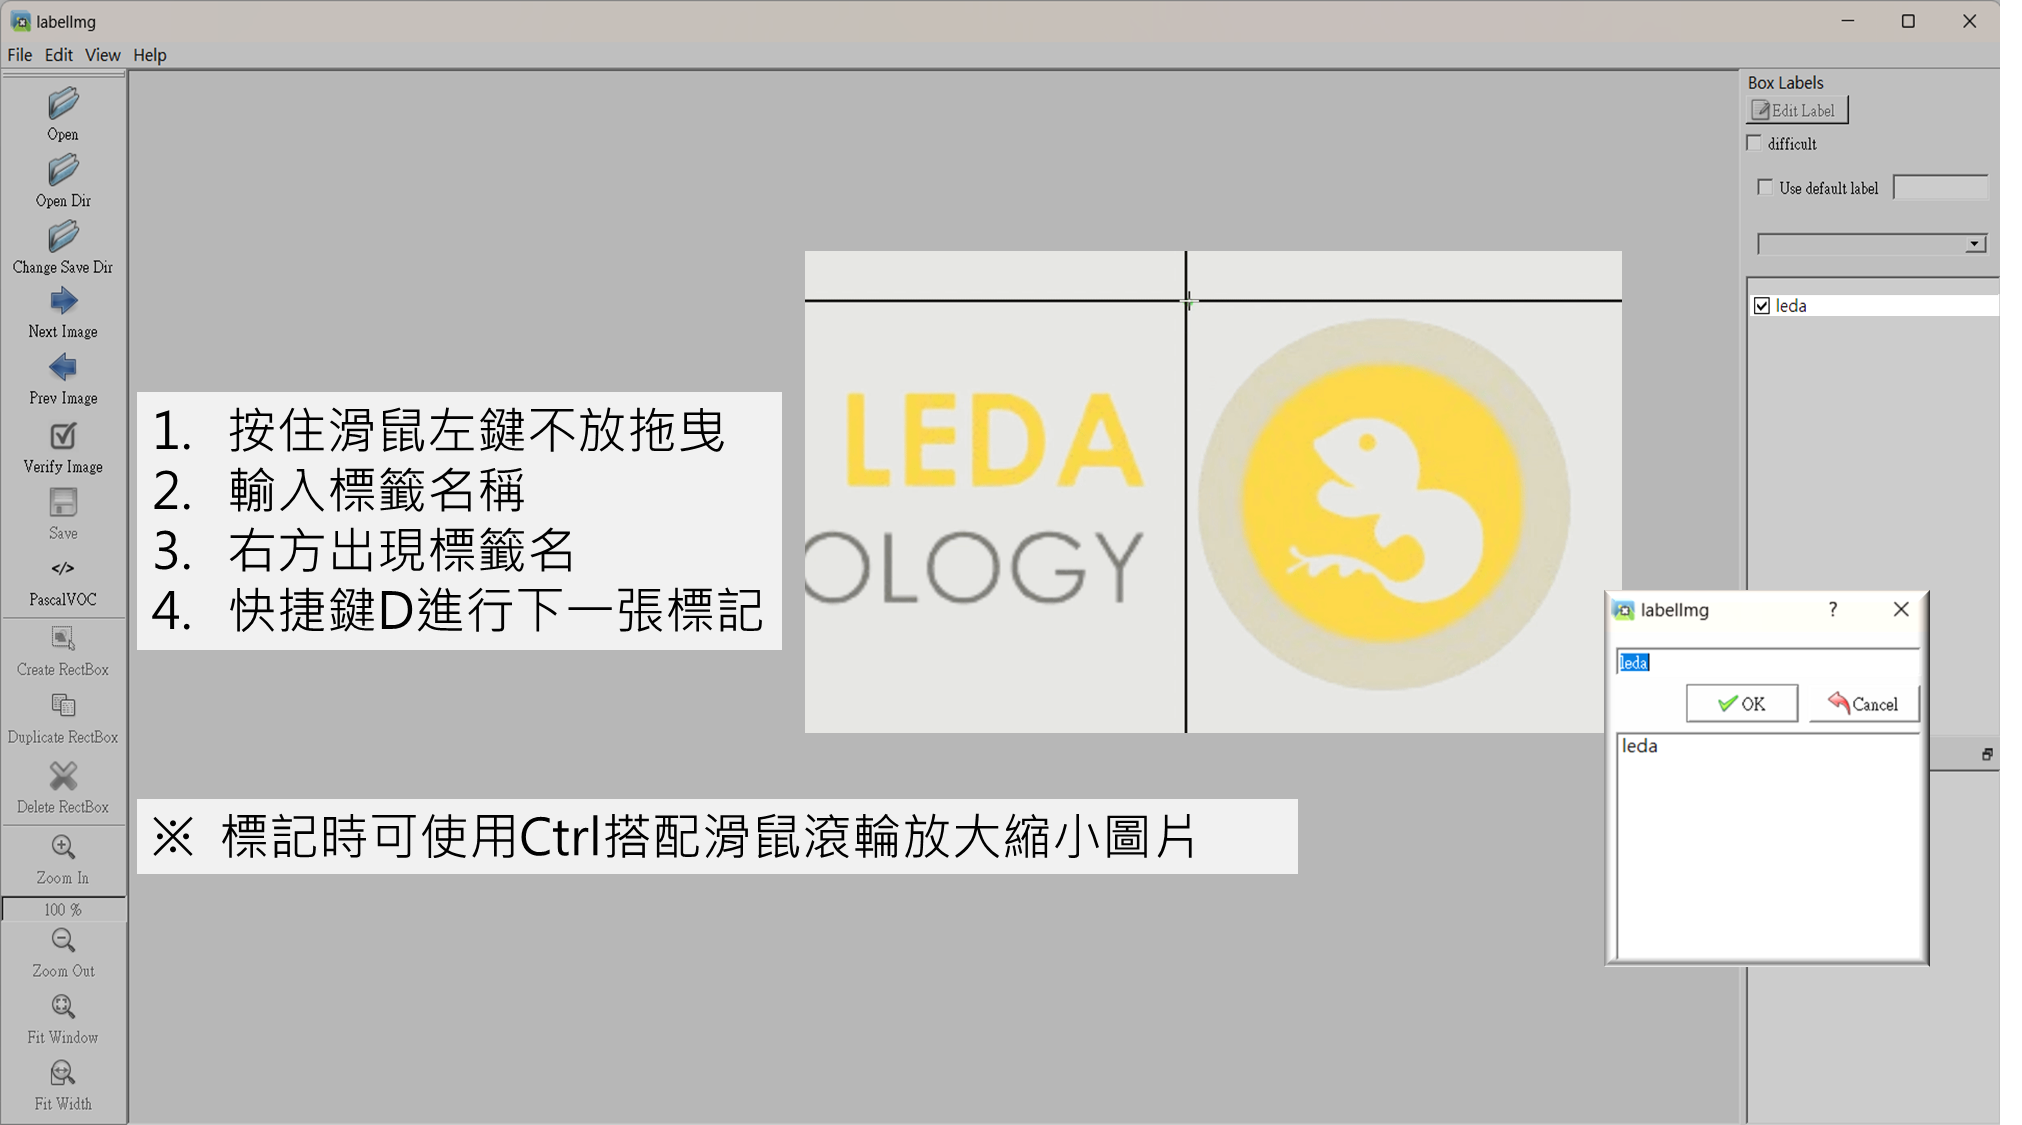 labelImg
File Edit View Help
Open
Open Dir
Change Save Dir
Next Image
Prev Image
Verify Image
Save
</>
PascalVOC
Create RectBox
Duplicate RectBox
Delete RectBox
Zoom In
100 %
Zoom Out
Fit Window
Fit Width
1. 按住滑鼠左鍵不放拖曳
2. 輸入標籤名稱
3. 右方出現標籤名
4. 快捷鍵D進行下一張標記
※ 標記時可使用Ctrl搭配滑鼠滾輪放大縮小圖片
LEDA
OLOGY
Box Labels
Edit Label
difficult
Use default label
leda
labelImg
leda
OK Cancel
leda